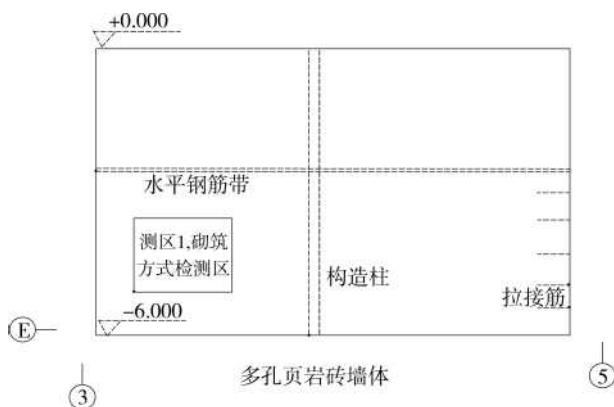 +0.000
水平钢筋带
测区1,砌筑
方式检测区
构造柱
拉接筋
-6.000
E
多孔页岩砖墙体
3
5